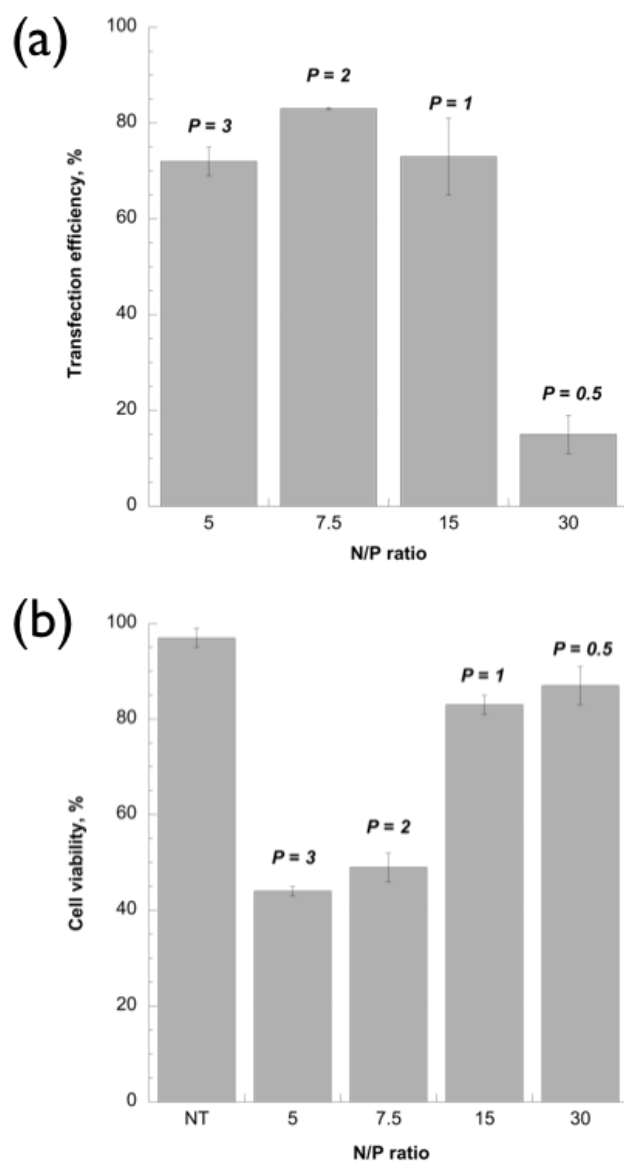 (a)
100
80
60
40
20
0
Transfection efficiency, %
P = 3
P = 2
P = 1
P = 0.5
5 7.5 15 30
N/P ratio
(b)
100
80
60
40
20
0
Cell viability, %
P = 3
P = 2
P = 1
P = 0.5
NT 5 7.5 15 30
N/P ratio